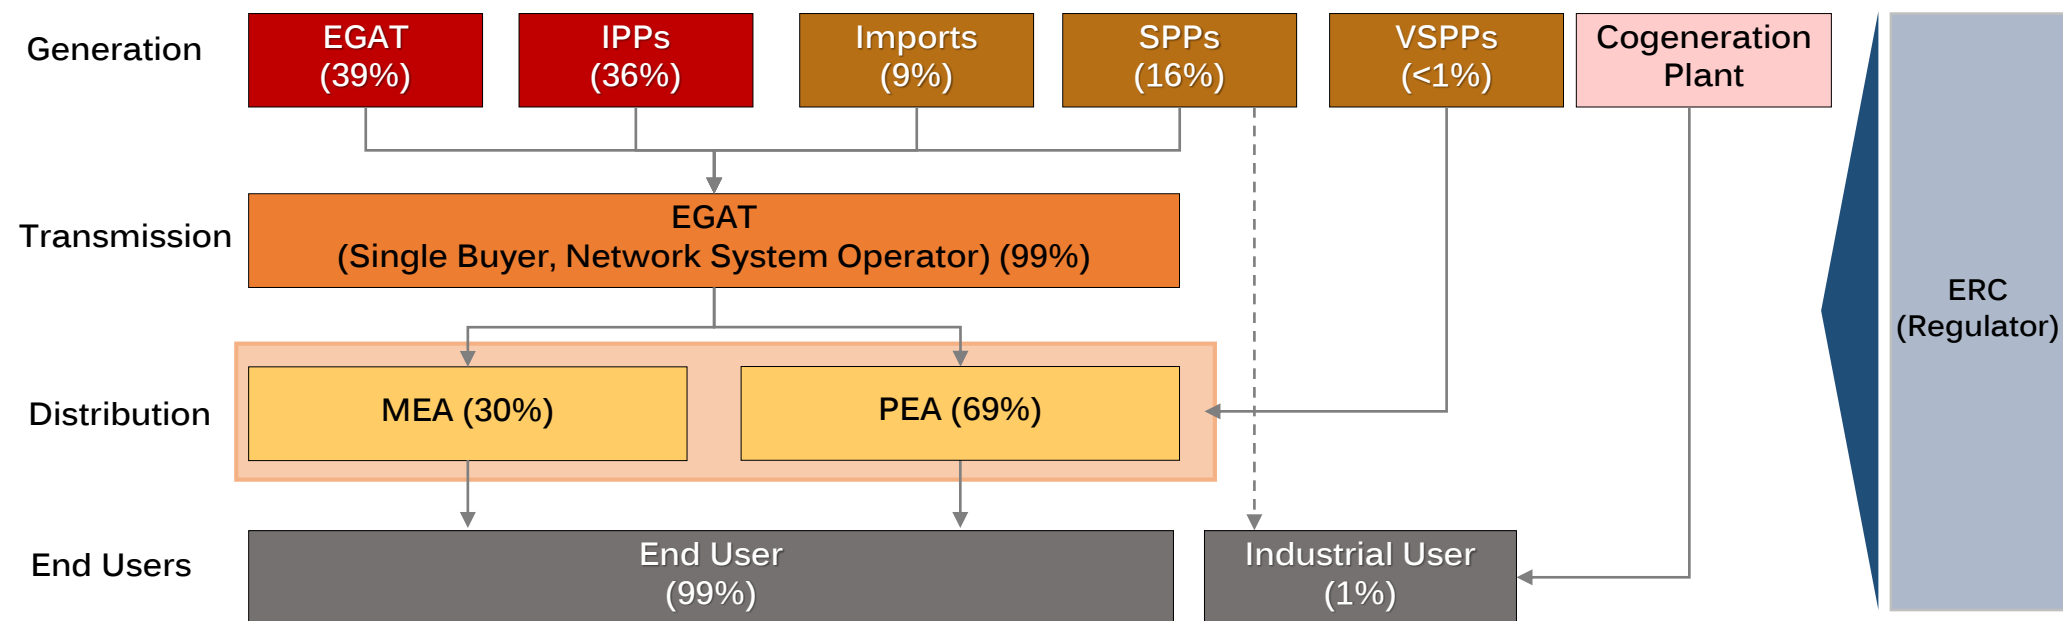 Generation
EGAT
(39%)
IPPs
(36%)
Imports
(9%)
SPPs
(16%)
VSPPs
(<1%)
Cogeneration
Plant
Transmission
EGAT
(Single Buyer, Network System Operator) (99%)
ERC
(Regulator)
Distribution
MEA (30%)
PEA (69%)
End Users
End User
(99%)
Industrial User
(1%)